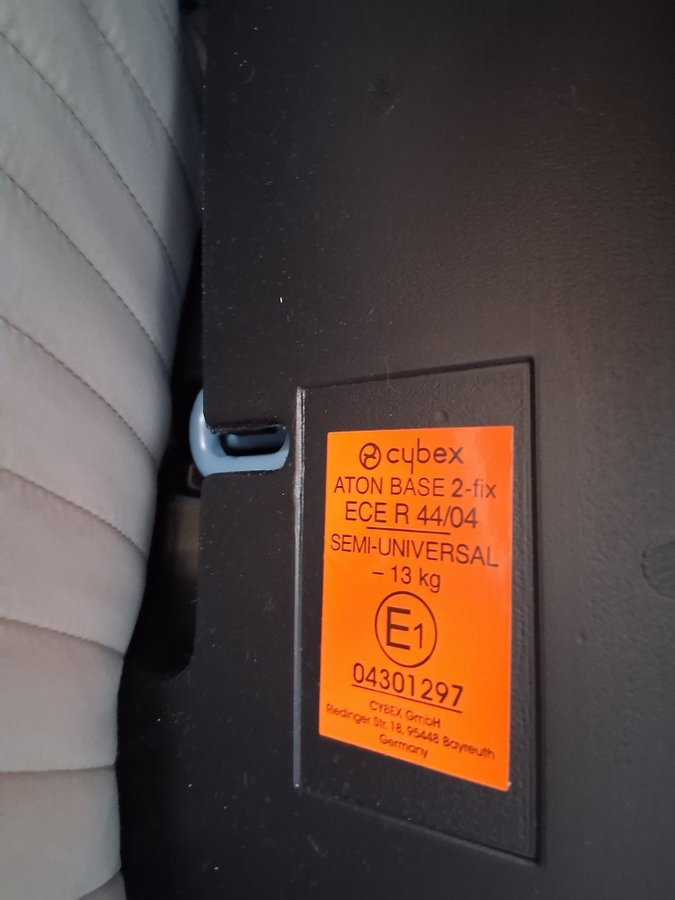 cybex
ATON BASE 2-fix
ECE R 44/04
SEMI-UNIVERSAL
– 13 kg
E1
04301297
CYBEX GmbH
Riedinger Str. 18, 95448 Bayreuth
Germany